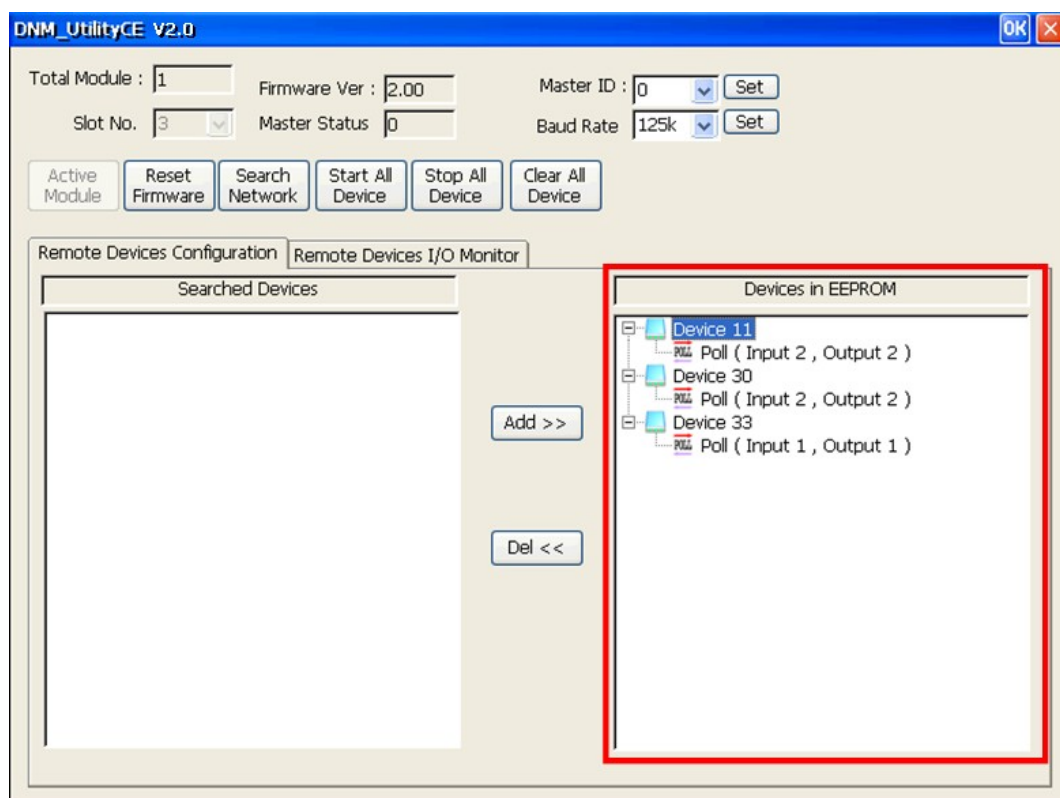 DNM_UtilityCE V2.0 OK
Total Module : 1 Firmware Ver : 2.00 Master ID : 0 Set
Slot No. 3 Master Status 0 Baud Rate 125k Set
Active Module
Reset Firmware
Search Network
Start All Device
Stop All Device
Clear All Device
Remote Devices Configuration Remote Devices I/O Monitor
Searched Devices
Add >>
Del <<
Devices in EEPROM
Device 11
POLL Poll ( Input 2 , Output 2 )
Device 30
POLL Poll ( Input 2 , Output 2 )
Device 33
POLL Poll ( Input 1 , Output 1 )